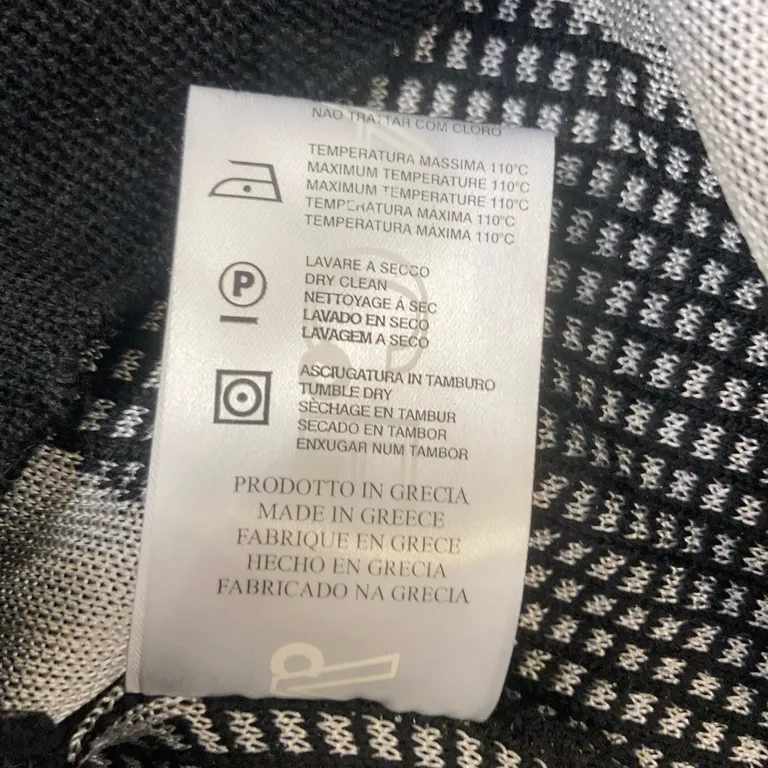 NÃO TRATTAR COM CLORO
TEMPERATURA MASSIMA 110°C
MAXIMUM TEMPERATURE 110°C
MAXIMUM TEMPERATURE 110°C
TEMPERATURA MÁXIMA 110°C
TEMPERATURA MÁXIMA 110°C
P
LAVARE A SECCO
DRY CLEAN
NETTOYAGE Á SEC
LAVADO EN SECO
LAVAGEM A SECO
ASCIUGATURA IN TAMBURO
TUMBLE DRY
SÈCHAGE EN TAMBUR
SECADO EN TAMBOR
ENXUGAR NUM TAMBOR
PRODOTTO IN GRECIA
MADE IN GREECE
FABRIQUE EN GRECE
HECHO EN GRECIA
FABRICADO NA GRECIA